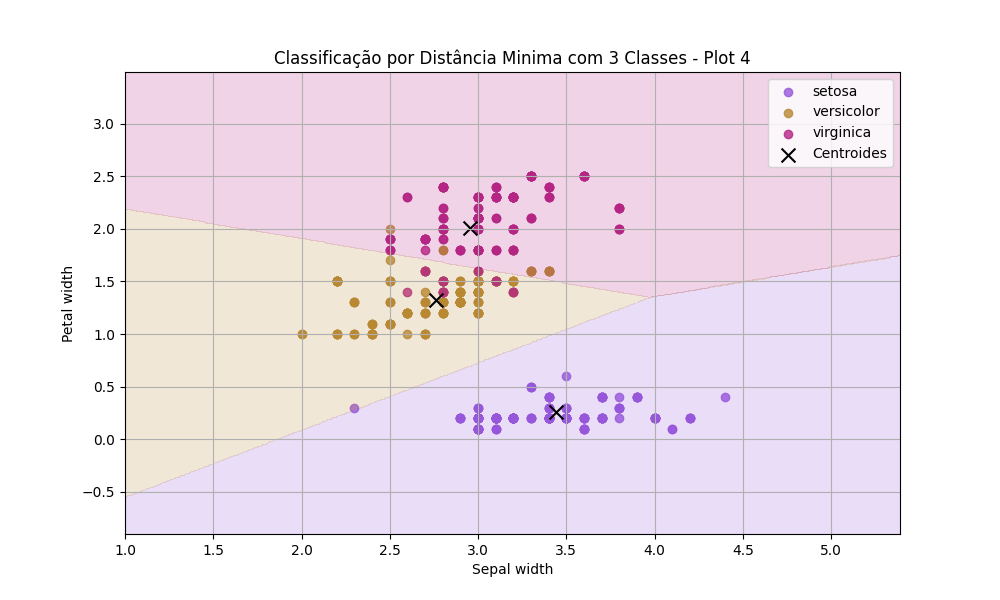 Classificação por Distância Minima com 3 Classes - Plot 4
setosa
versicolor
virginica
Centroides
Petal width
3.0
2.5
2.0
1.5
1.0
0.5
0.0
−0.5
1.0 1.5 2.0 2.5 3.0 3.5 4.0 4.5 5.0
Sepal width